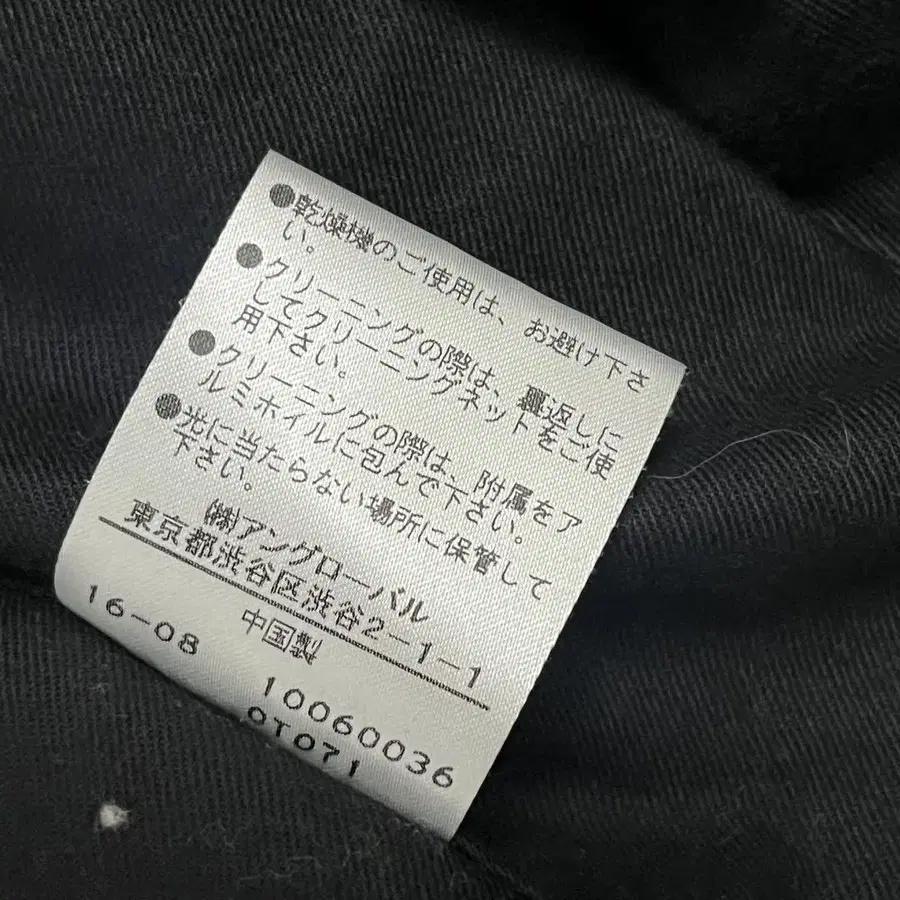 ●乾燥機のご使用は、お避け下さ
い。
●クリーニングの際は、裏返しに
してクリーニングネットをご使
用下さい。
●クリーニングの際は、附属をア
ルミホイルに包んで下さい。
●光に当たらない場所に保管して
下さい。
㈱アングローバル
東京都渋谷区渋谷2-1-1
中国製
16-08
10060036
0T071